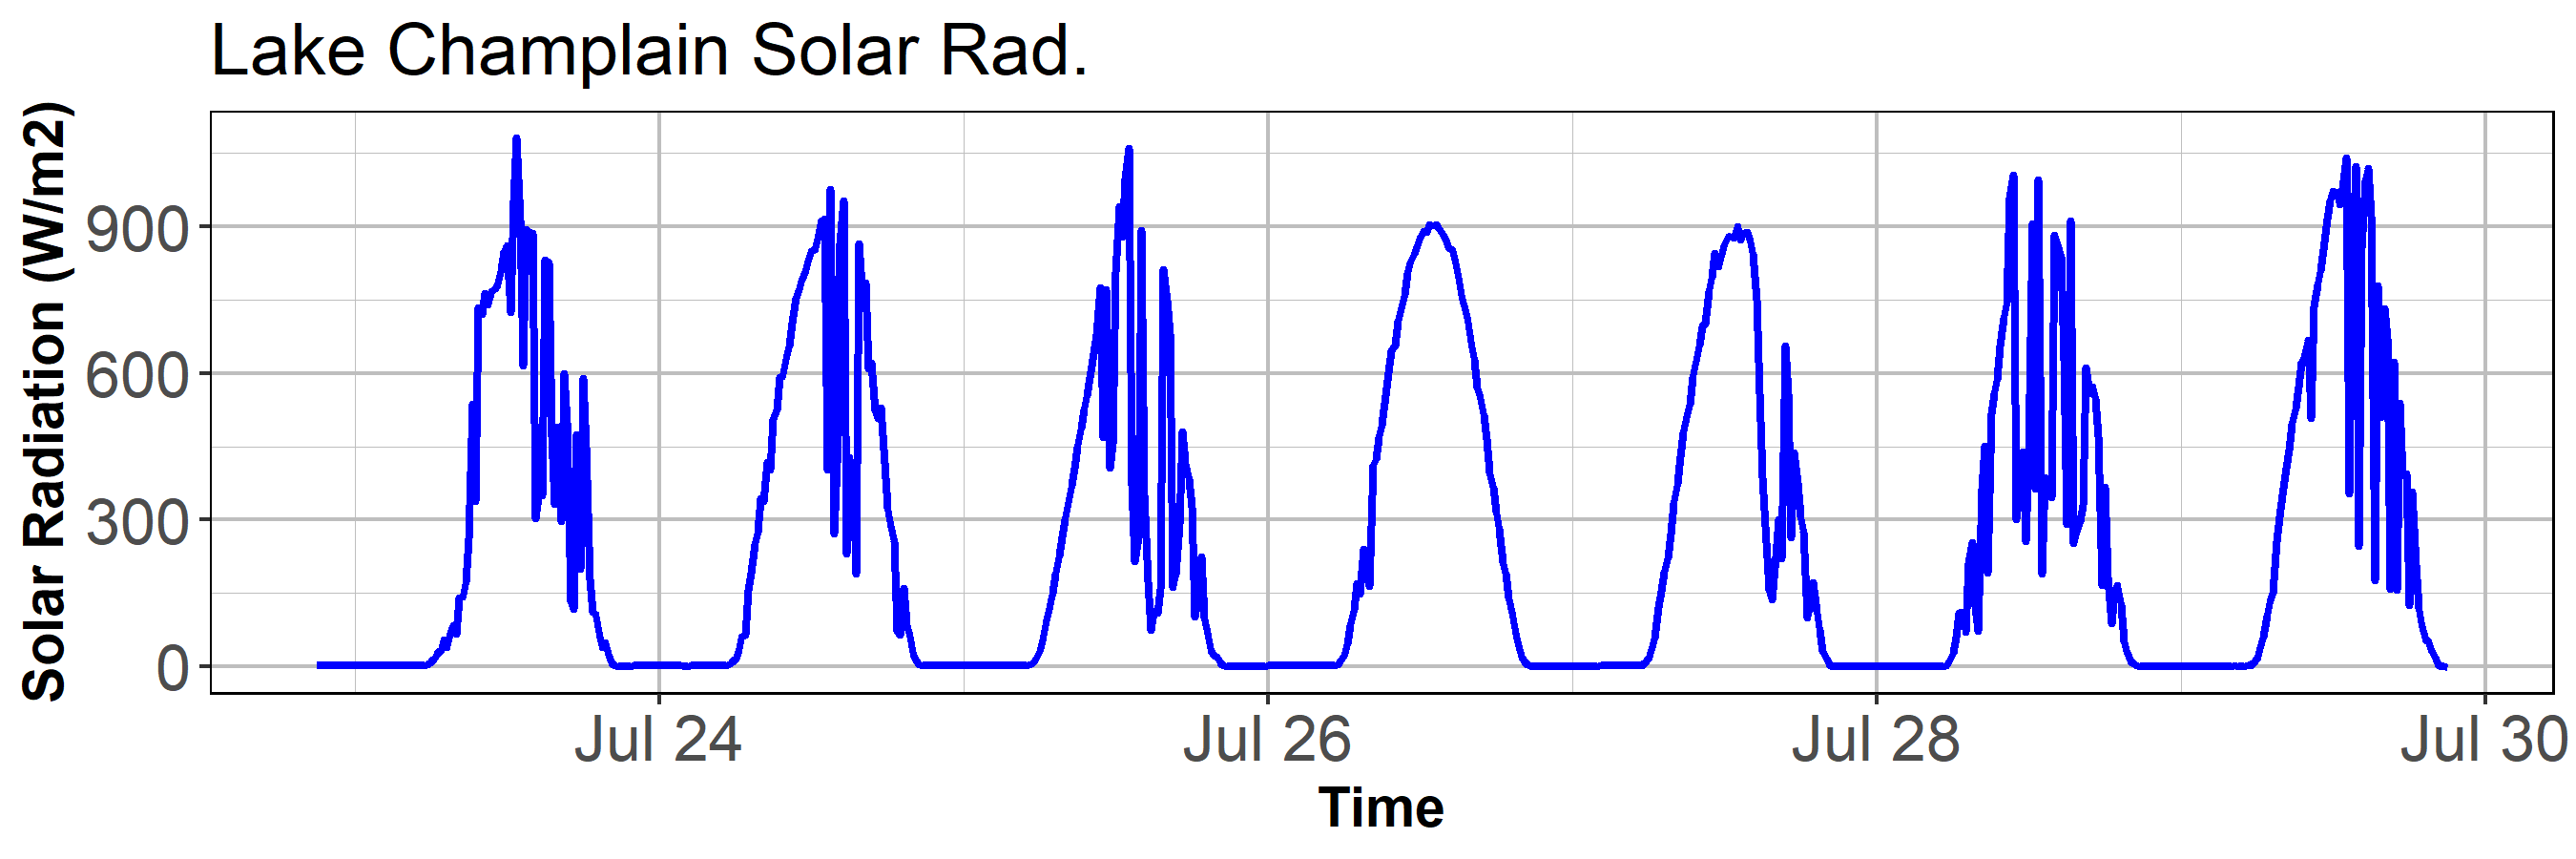 Lake Champlain Solar Rad.
Solar Radiation (W/m2)
900
600
300
0
Jul 24 Jul 26 Jul 28 Jul 30
Time